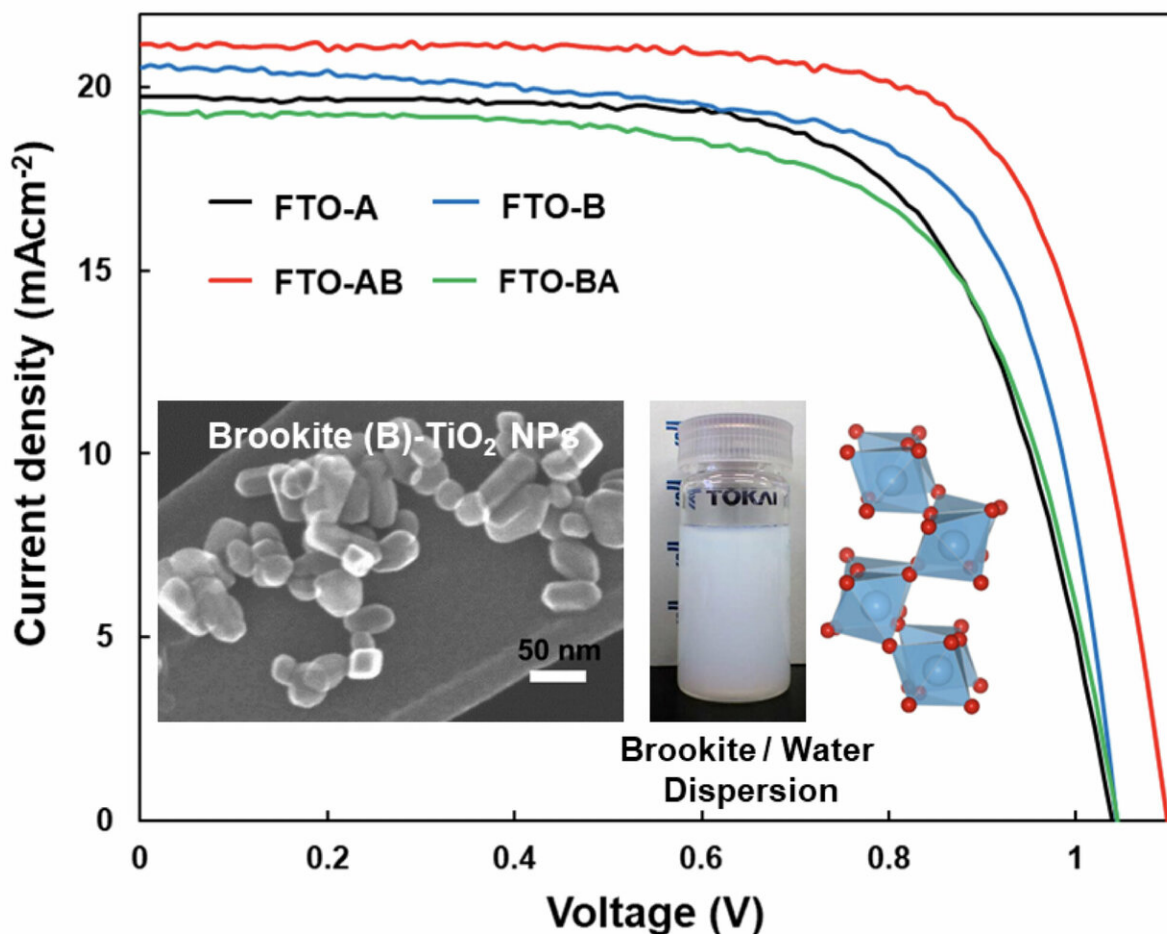 Current density (mAcm⁻²)
20
15
10
5
0
FTO-A
FTO-B
FTO-AB
FTO-BA
Brookite (B)-TiO₂ NPs
50 nm
TOKAI
Brookite / Water
Dispersion
0
0.2
0.4
0.6
0.8
1
Voltage (V)